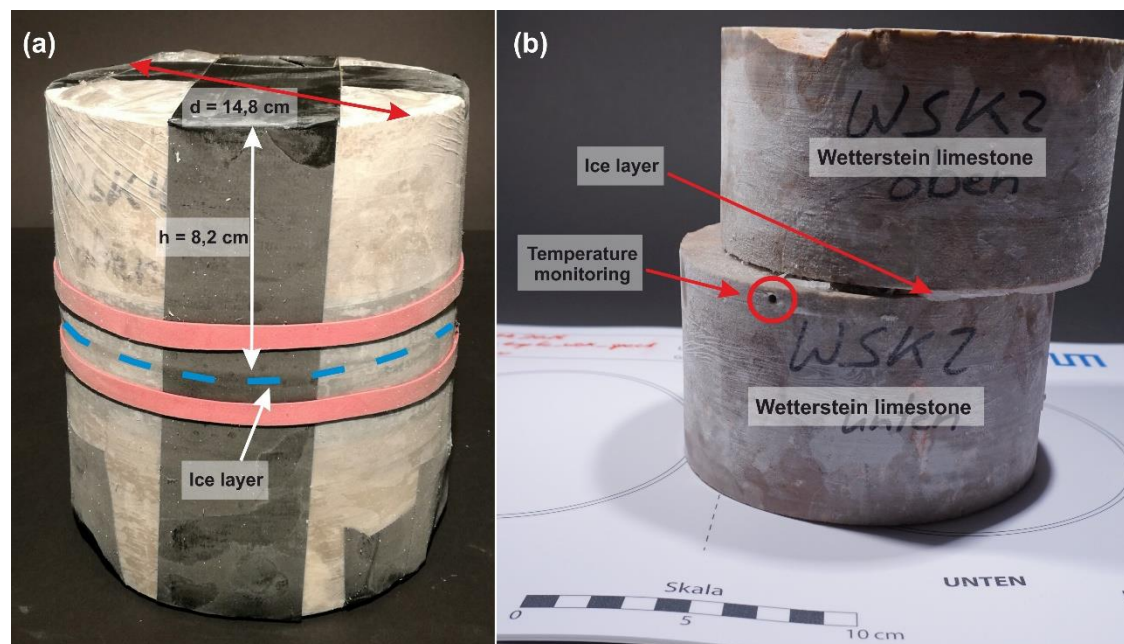 (a)
d = 14,8 cm
h = 8,2 cm
Ice layer
(b)
WSK2
Wetterstein limestone
oben
Ice layer
Temperature
monitoring
WSK2
Wetterstein limestone
unten
Skala
UNTEN
0
5
10 cm